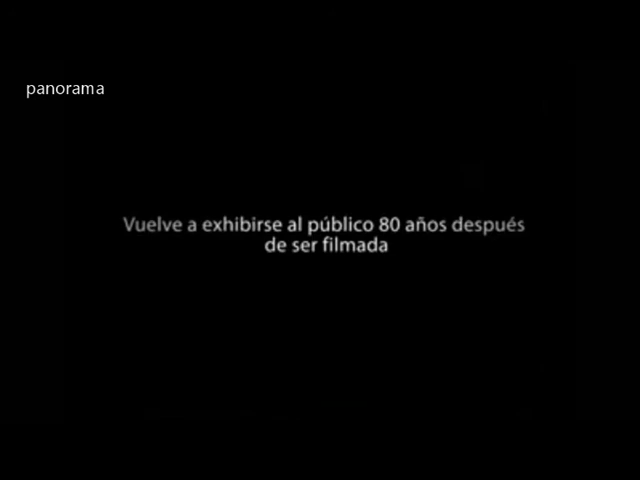 panorama
Vuelve a exhibirse al público 80 años después
de ser filmada